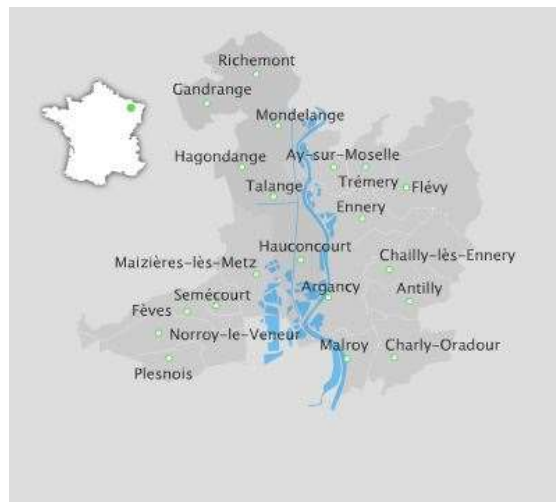 Richemont
Gandrange
Mondelange
Hagondange
Ay-sur-Moselle
Talange
Trémery
Flévy
Ennery
Hauconcourt
Chailly-lès-Ennery
Maizières-lès-Metz
Semécourt
Argancy
Antilly
Fèves
Norroy-le-Veneur
Malroy
Charly-Oradour
Plesnois